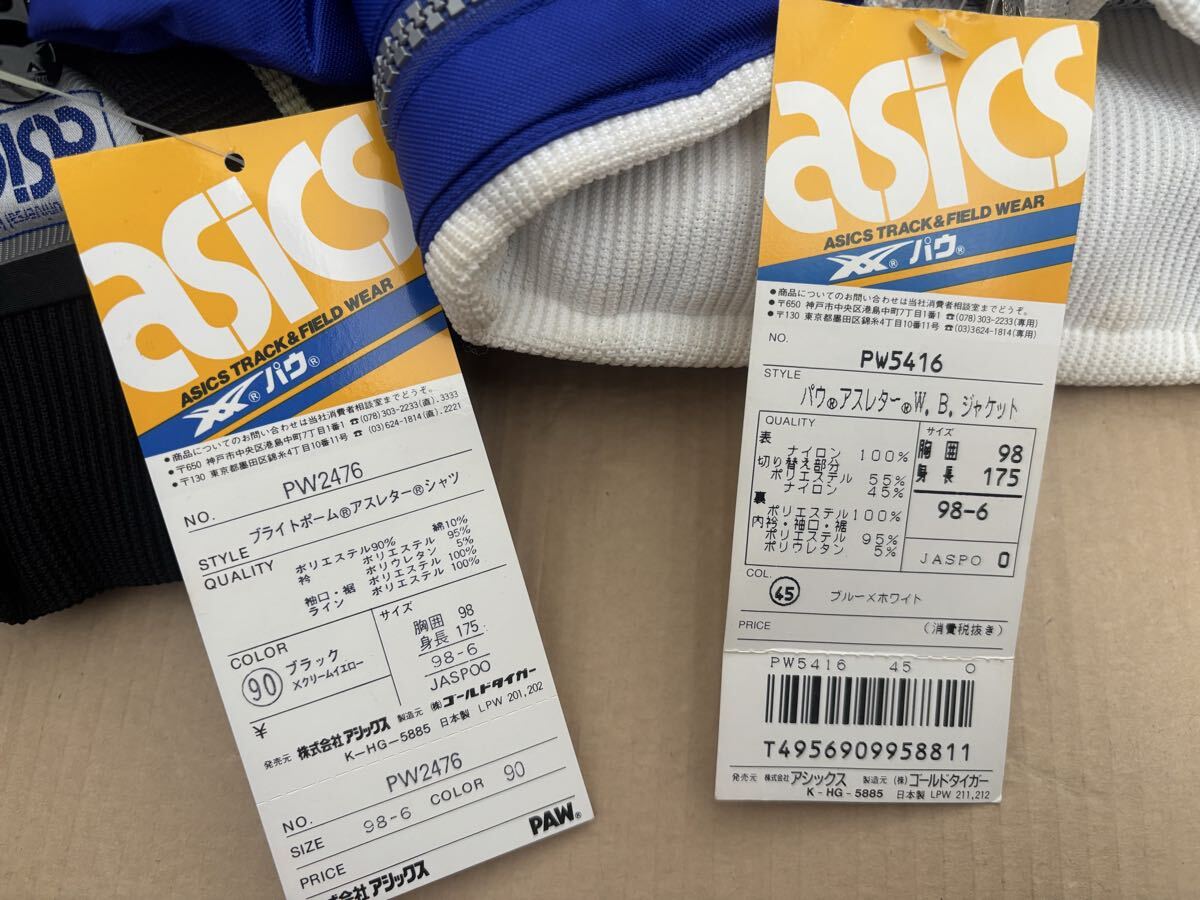 asics
asics
ASICS TRACK&FIELD WEAR
® パウ®
●商品についてのお問い合わせは当社消費者相談室までどうぞ。
●〒650 神戸市中央区港島中町7丁目1番1 ☎(078)303-2233(直).3333
●〒130 東京都墨田区錦糸4丁目10番11号 ☎(03)624-1814(直).2221
NO. PW2476
STYLE ブライトポーム®アスレター®シャツ
QUALITY ポリエステル90% 綿10%
衿 ポリエステル 95%
ポリウレタン 5%
袖口・裾 ポリエステル 100%
ライン ポリエステル 100%
COLOR
90 ブラック
×クリームイエロー
サイズ
胸囲 98
身長 175
98-6
JASPOO
¥
発売元 株式会社アシックス 製造元 (株)ゴールドタイガー
K-HG-5885 日本製 LPW 201,202
PW2476
NO.
SIZE 98-6 COLOR 90
PRICE
PAW®
式会社アシックス
asics
ASICS TRACK&FIELD WEAR
® パウ®
●商品についてのお問い合わせは当社消費者相談室までどうぞ。
●〒650 神戸市中央区港島中町7丁目1番1 ☎(078)303-2233(専用)
●〒130 東京都墨田区錦糸4丁目10番11号 ☎(03)3624-1814(専用)
NO.
PW5416
STYLE
パウ®アスレター®W.B.ジャケット
QUALITY
表
ナイロン 100%
切り替え部分
ポリエステル 55%
ナイロン 45%
裏
ポリエステル 100%
内衿・袖口・裾
ポリエステル 95%
ポリウレタン 5%
サイズ
胸囲 98
身長 175
98-6
JASPO 0
COL.
45 ブルー×ホワイト
PRICE (消費税抜き)
PW5416 45 0
T4956909958811
発売元 株式会社アシックス 製造元 (株)ゴールドタイガー
K-HG-5885 日本製 LPW 211,212